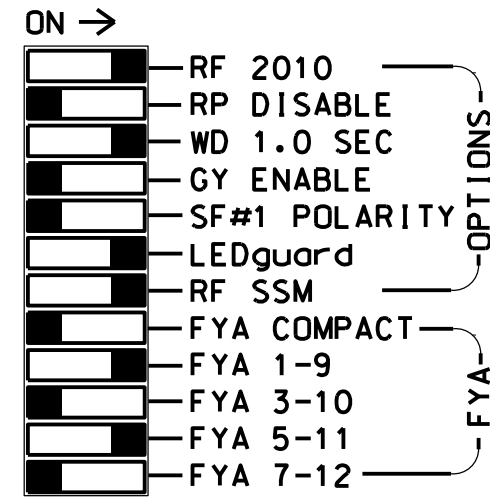 ON →
RF 2010
RP DISABLE
WD 1.0 SEC
GY ENABLE
SF#1 POLARITY
LEDguard
RF SSM
FYA COMPACT
FYA 1-9
FYA 3-10
FYA 5-11
FYA 7-12
OPTIONS
FYA